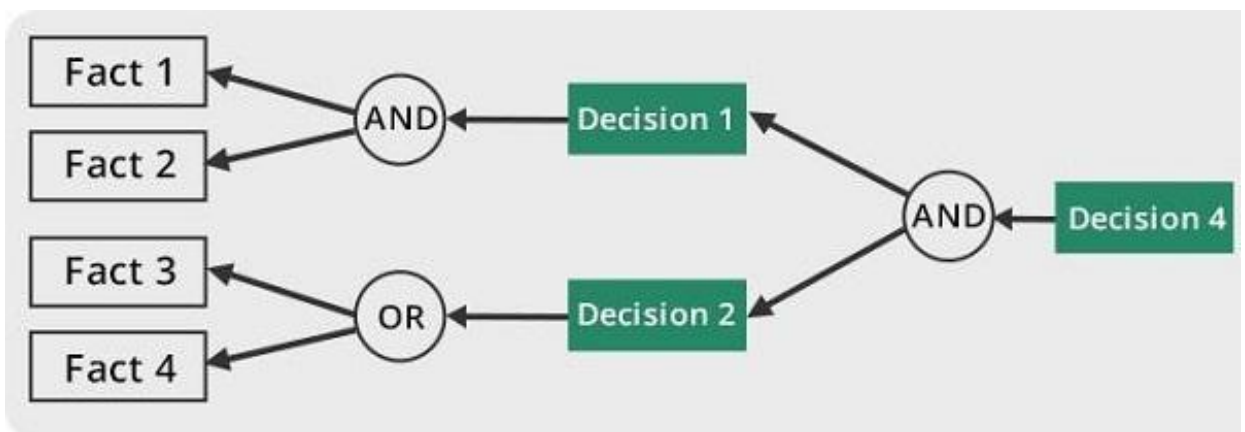 Fact 1
Fact 2
AND
Decision 1
Fact 3
Fact 4
OR
Decision 2
AND
Decision 4